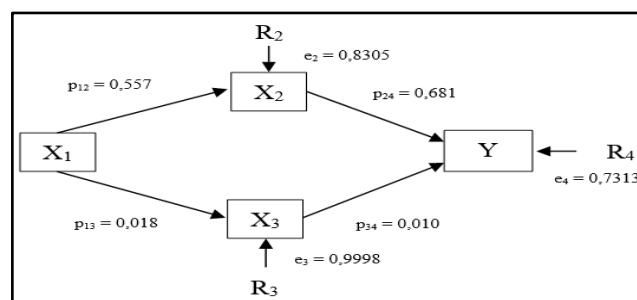 R₂
e₂ = 0,8305
p₁₂ = 0,557
X₂
p₂₄ = 0,681
X₁
Y
R₄
e₄ = 0,7313
p₁₃ = 0,018
X₃
p₃₄ = 0,010
e₃ = 0,9998
R₃